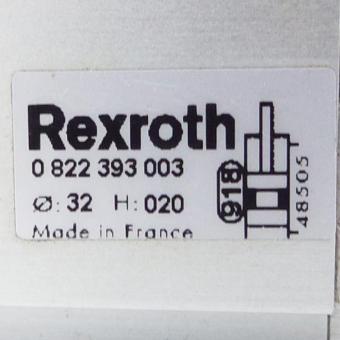 Rexroth
0 822 393 003
Ø: 32 H: 020
Made in France
918
48505